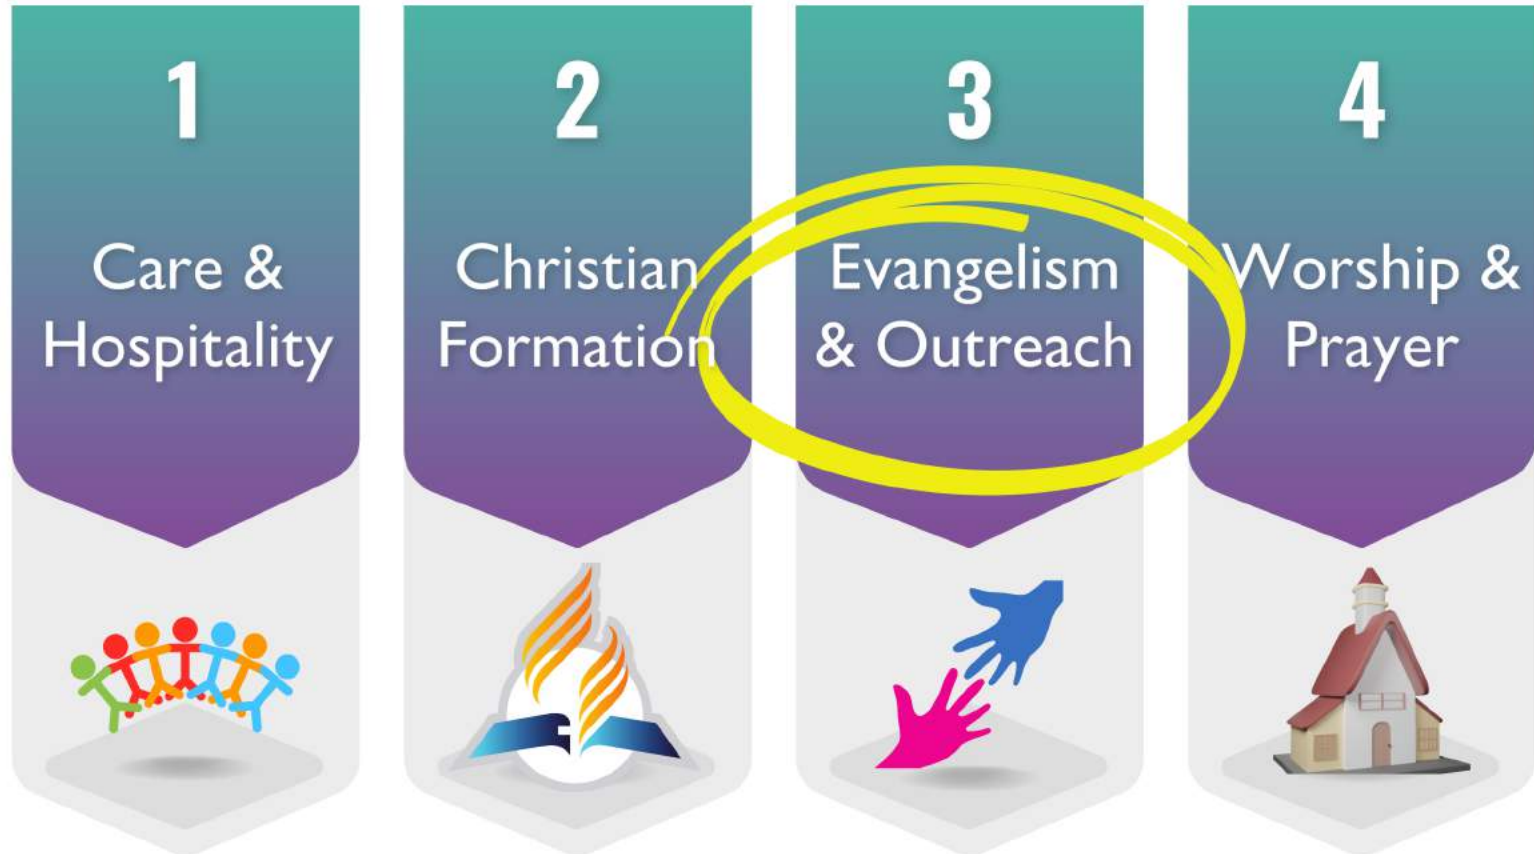 1
Care &
Hospitality
2
Christian
Formation
3
Evangelism
& Outreach
4
Worship &
Prayer